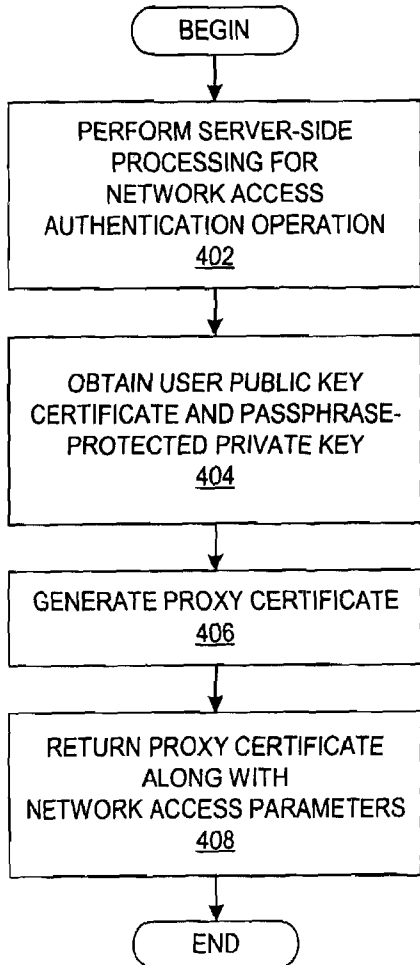 BEGIN
PERFORM SERVER-SIDE
PROCESSING FOR
NETWORK ACCESS
AUTHENTICATION OPERATION
402
OBTAIN USER PUBLIC KEY
CERTIFICATE AND PASSPHRASE-
PROTECTED PRIVATE KEY
404
GENERATE PROXY CERTIFICATE
406
RETURN PROXY CERTIFICATE
ALONG WITH
NETWORK ACCESS PARAMETERS
408
END